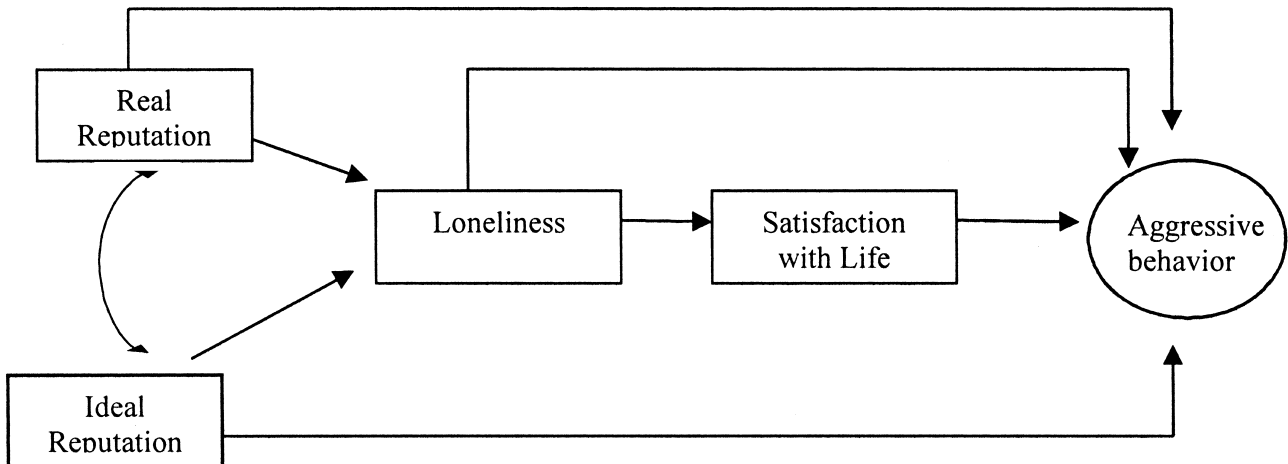 Real
Reputation
Loneliness
Satisfaction
with Life
Aggressive
behavior
Ideal
Reputation